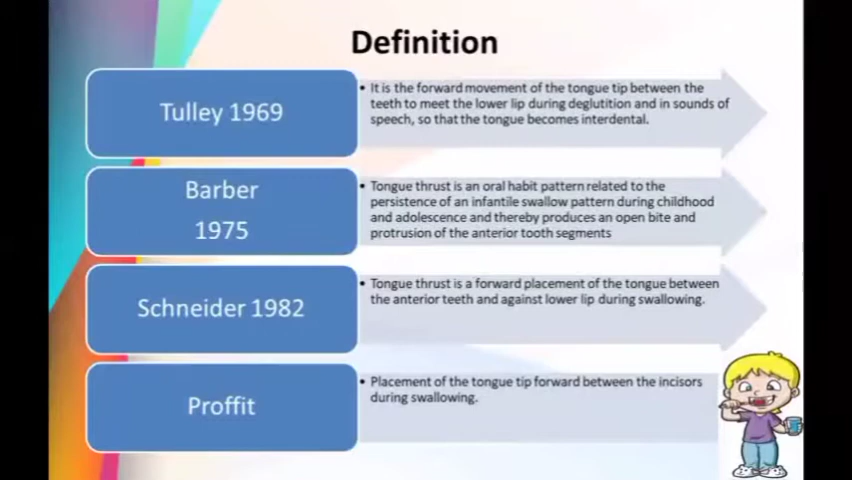 Definition
Tulley 1969
• It is the forward movement of the tongue tip between the
teeth to meet the lower lip during deglutition and in sounds of
speech, so that the tongue becomes interdental.
Barber
1975
• Tongue thrust is an oral habit pattern related to the
persistence of an infantile swallow pattern during childhood
and adolescence and thereby produces an open bite and
protrusion of the anterior tooth segments
Schneider 1982
• Tongue thrust is a forward placement of the tongue between
the anterior teeth and against lower lip during swallowing.
Proffit
• Placement of the tongue tip forward between the incisors
during swallowing.